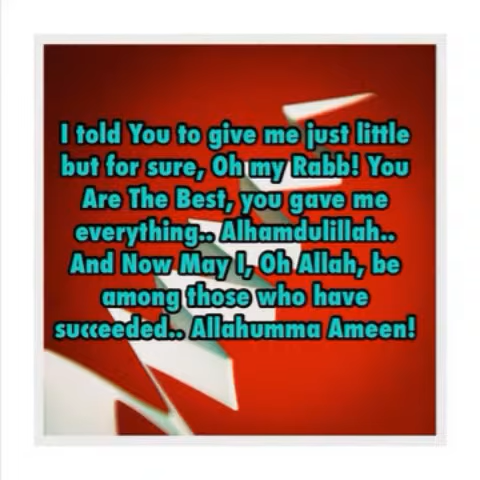 I told You to give me just little
but for sure, Oh my Rabb! You
Are The Best, you gave me
everything.. Alhamdulillah..
And Now May I, Oh Allah, be
among those who have
succeeded.. Allahumma Ameen!